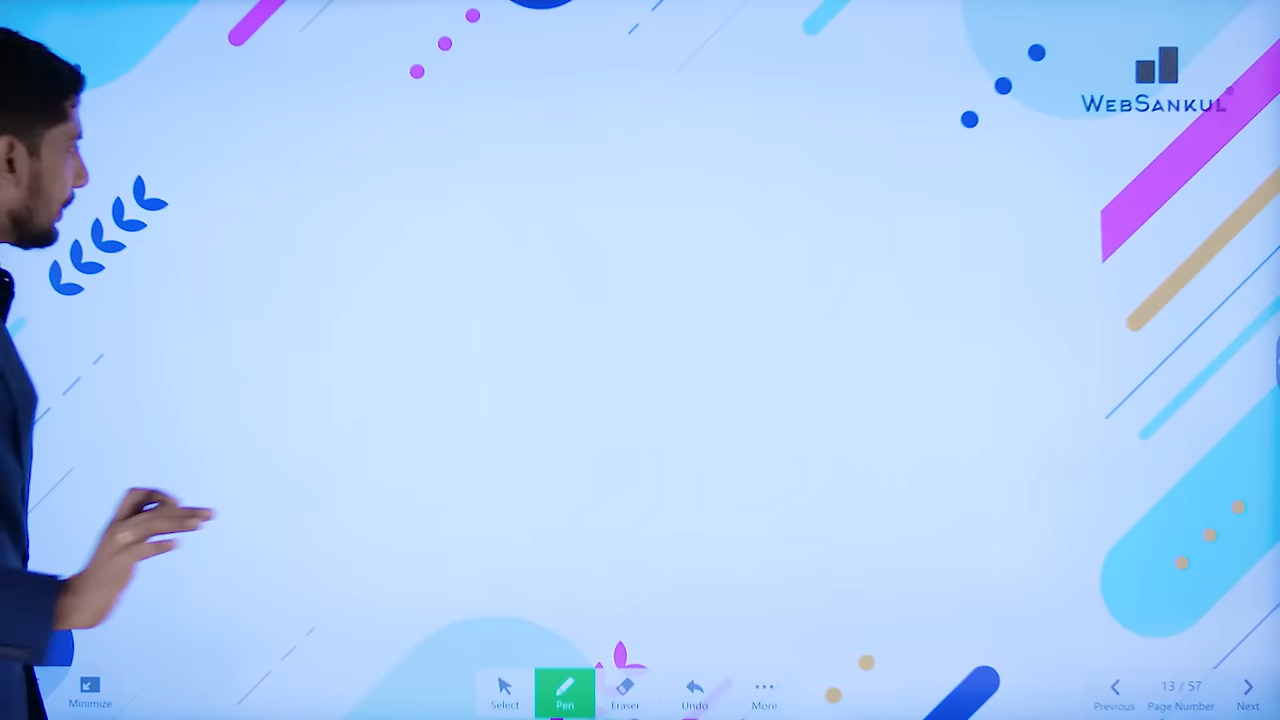 WEBSANKUL
Minimize
Select
Pen
Eraser
Undo
More
Previous
13 / 57
Page Number
Next